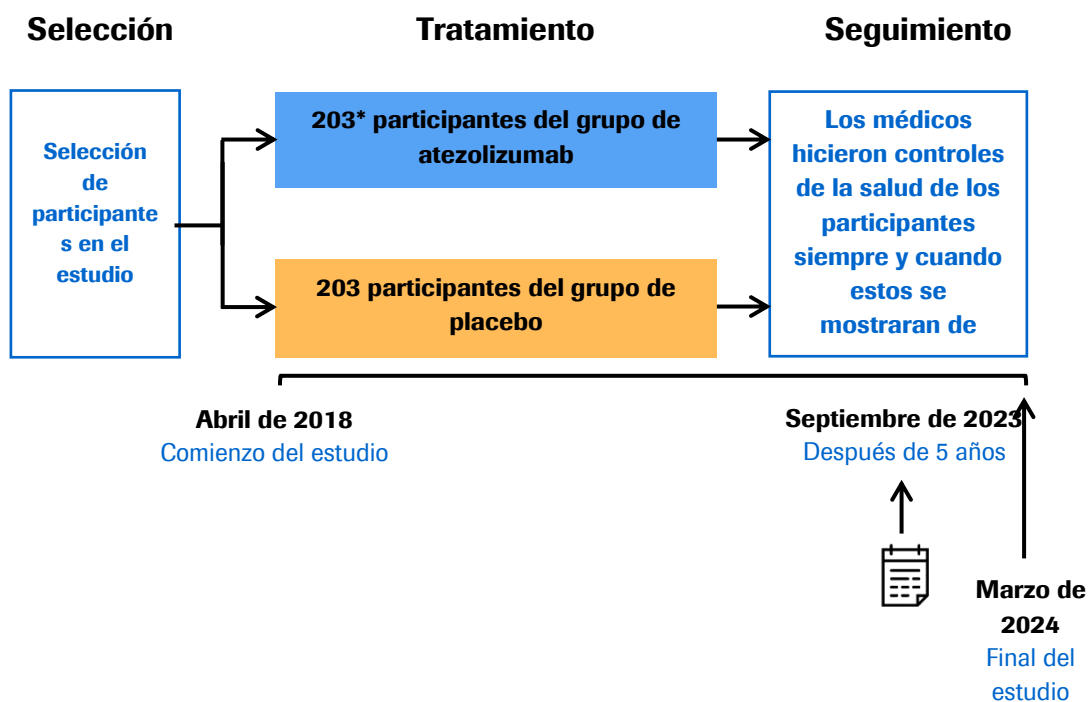 Selección
Tratamiento
Seguimiento
Selección
de
participante
s en el
estudio
203* participantes del grupo de
atezolizumab
203 participantes del grupo de
placebo
Los médicos
hicieron controles
de la salud de los
participantes
siempre y cuando
estos se
mostraran de
Abril de 2018
Comienzo del estudio
Septiembre de 2023
Después de 5 años
Marzo de
2024
Final del
estudio